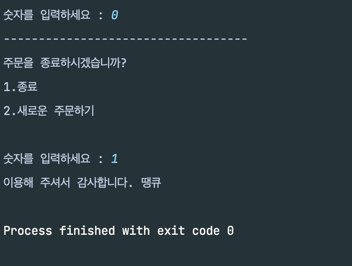 숫자를 입력하세요 : 0
-----------------------------------
주문을 종료하시겠습니까?
1.종료
2.새로운 주문하기
숫자를 입력하세요 : 1
이용해 주셔서 감사합니다. 땡큐
Process finished with exit code 0